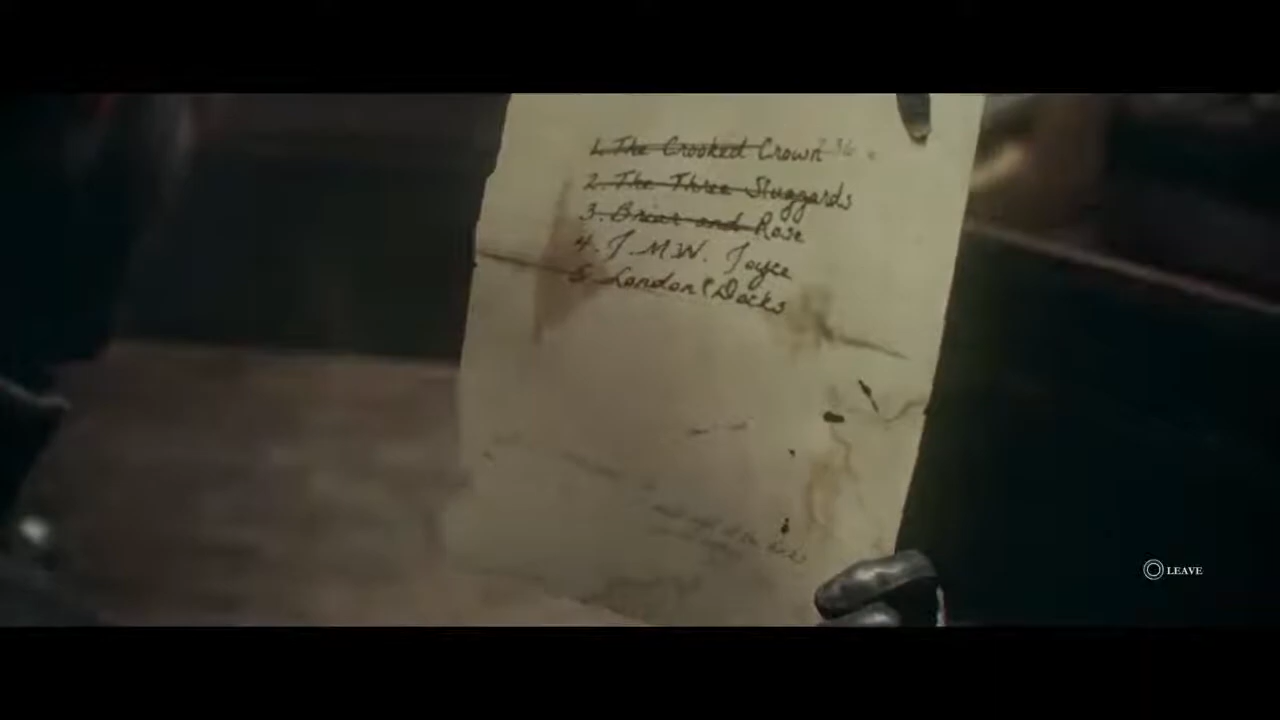 1. The Crooked Crown
2. The Three Sluggards
3. Briar and Rose
4. J.M.W. Joyce
5. London Docks
LEAVE